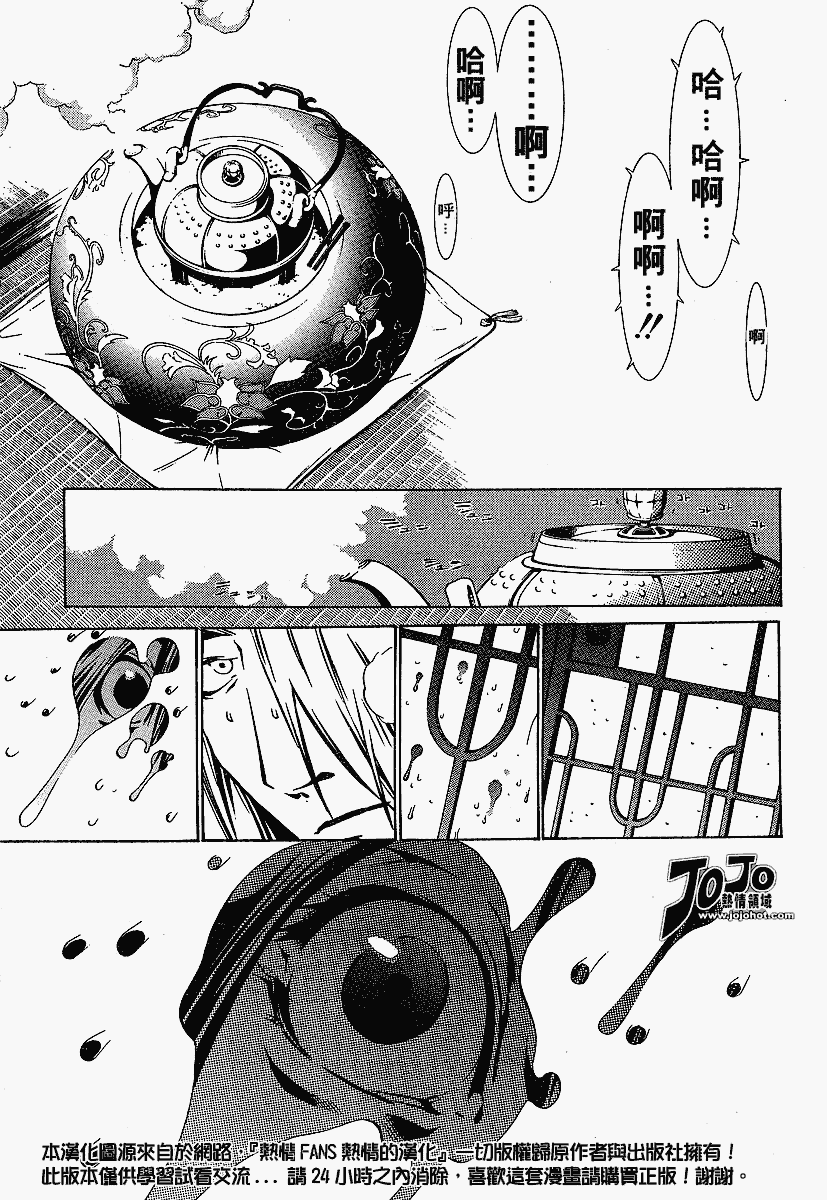 哈…哈啊…
啊啊…!!
啊
…………啊……
哈啊…
呼…
JOJO
熱情領域
www.jojohot.com
本漢化圖源來自於網路，『熱情FANS熱情的漢化』一切版權歸原作者與出版社擁有！
此版本僅供學習試看交流...請24小時之內消除，喜歡這套漫畫請購買正版！謝謝。